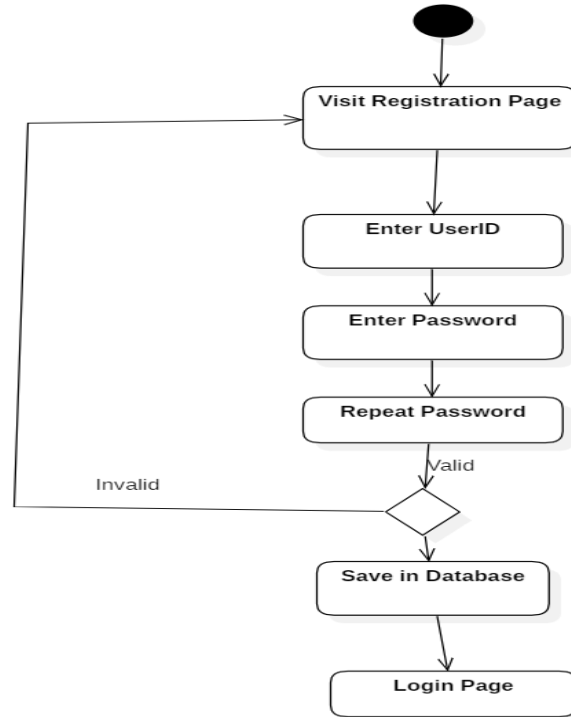 Visit Registration Page
Enter UserID
Enter Password
Repeat Password
Valid
Invalid
Save in Database
Login Page